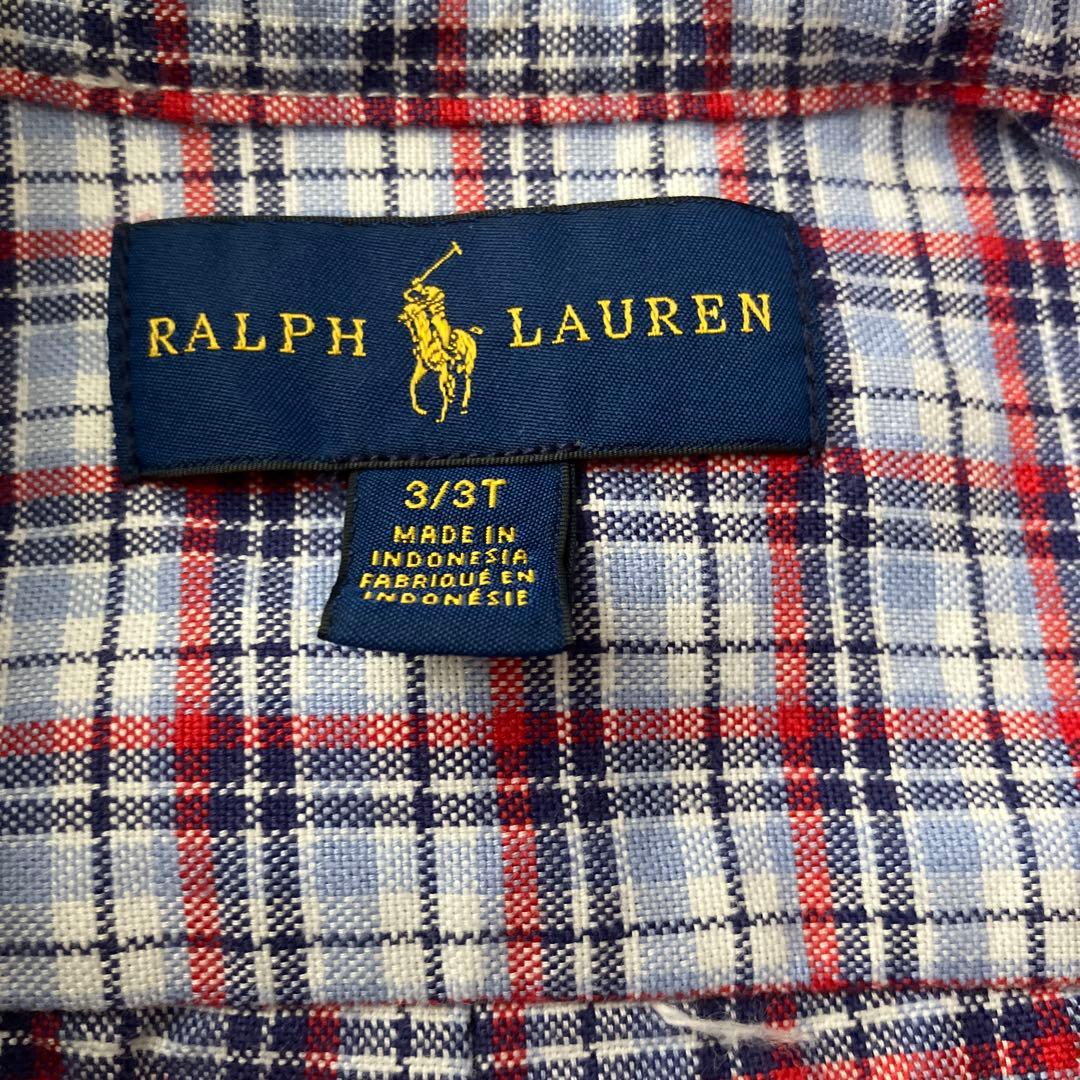 RALPH LAUREN
3/3T
MADE IN
INDONESIA
FABRIQUÉ EN
INDONÉSIE